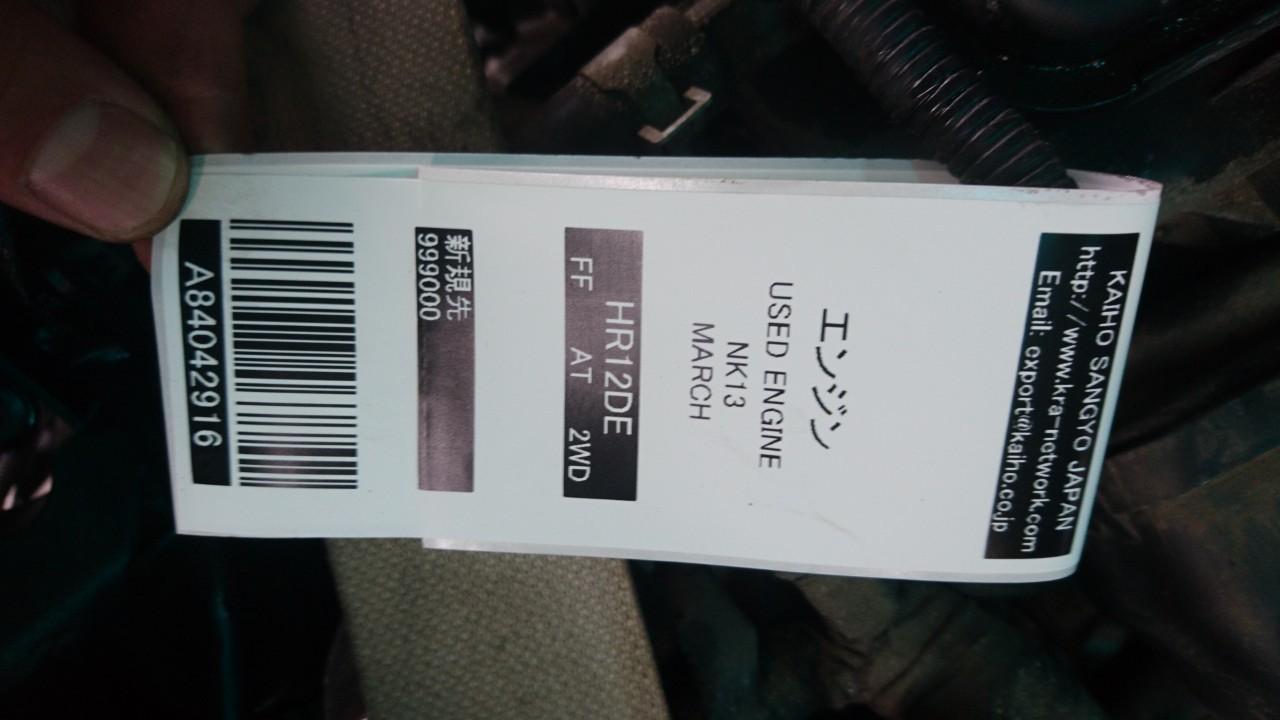 KAIHO SANGYO JAPAN
http://www.kra-network.com
Email: export@kaiho.co.jp
エンジン
USED ENGINE
NK13
MARCH
HR12DE
FF AT 2WD
新規先
999000
A84042916